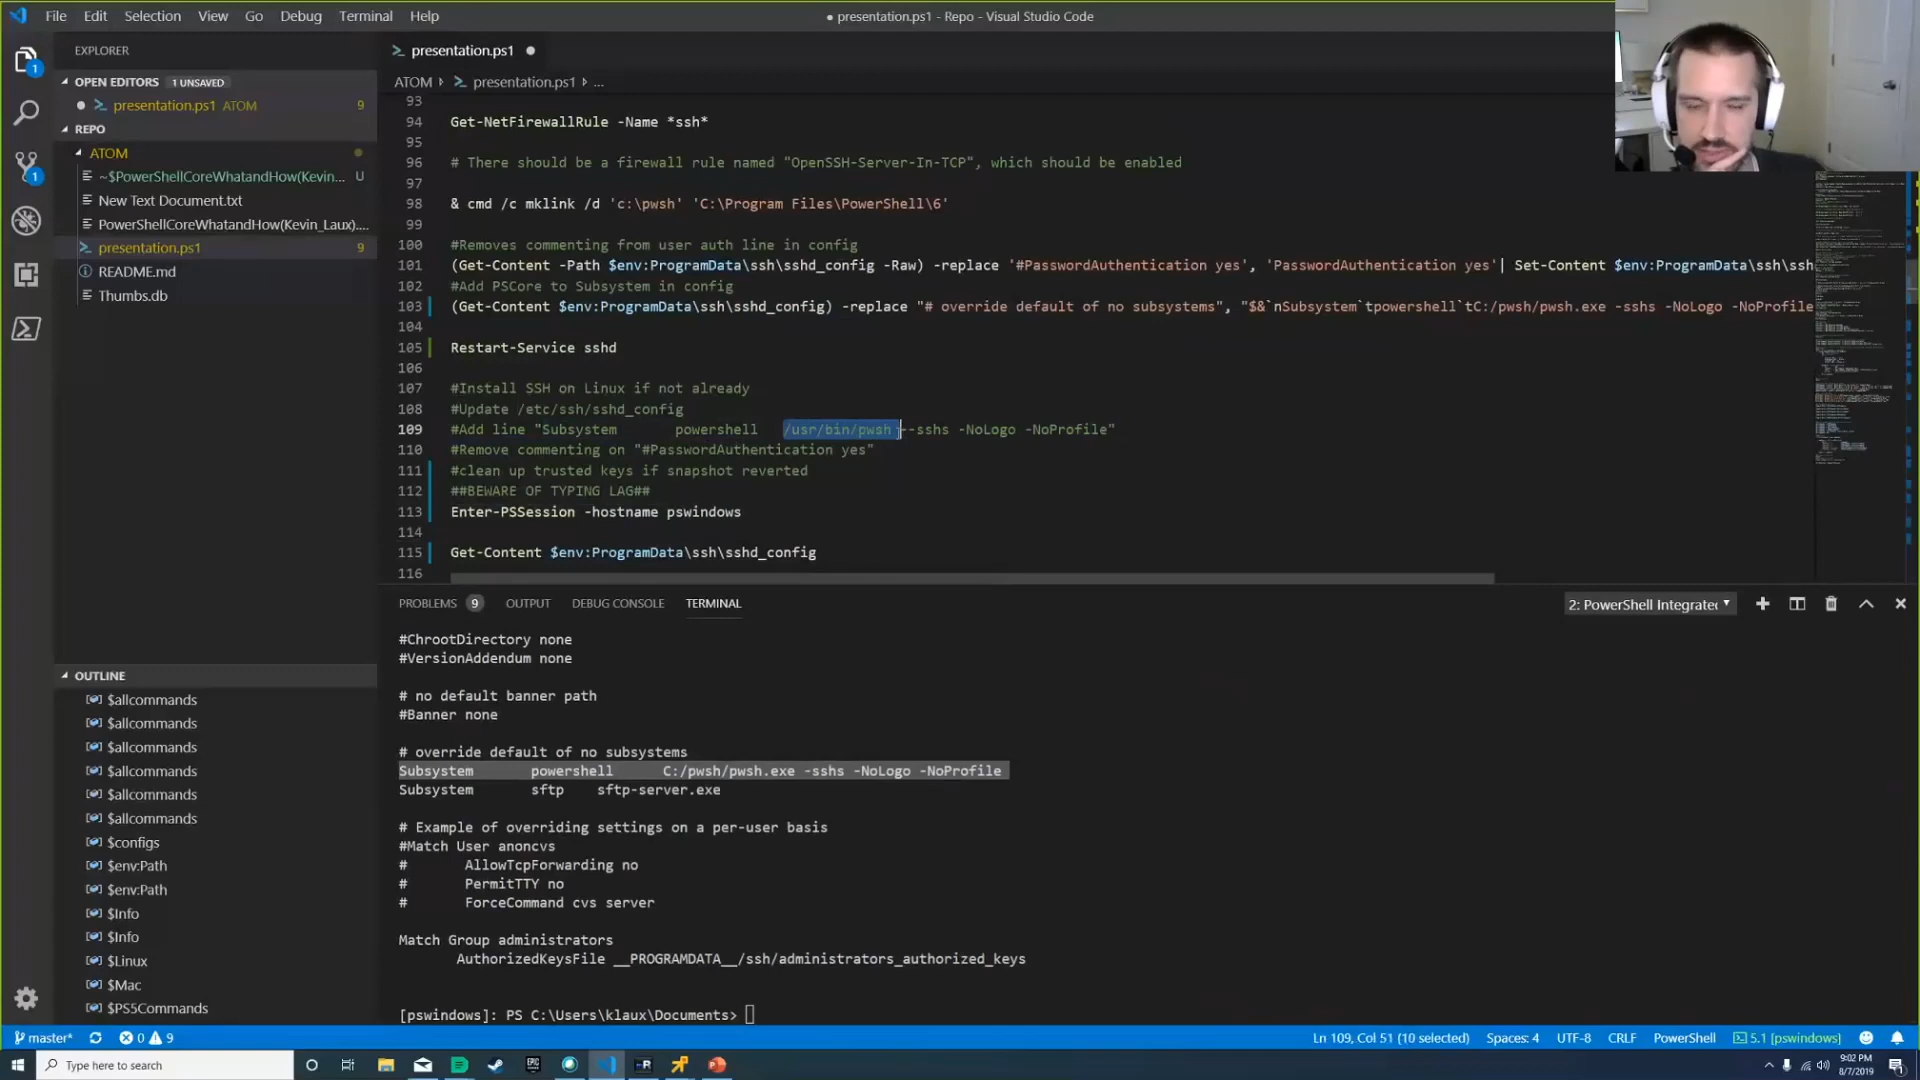 File Edit Selection View Go Debug Terminal Help
● presentation.ps1 - Repo - Visual Studio Code
EXPLORER
OPEN EDITORS 1 UNSAVED
presentation.ps1 ATOM 9
REPO
ATOM
~$PowerShellCoreWhatandHow(Kevin... U
New Text Document.txt
PowerShellCoreWhatandHow(Kevin_Laux)....
presentation.ps1 9
README.md
Thumbs.db
OUTLINE
$allcommands
$allcommands
$allcommands
$allcommands
$allcommands
$allcommands
$configs
$env:Path
$env:Path
$Info
$Info
$Linux
$Mac
$PS5Commands
presentation.ps1
ATOM presentation.ps1 ...
93
94 Get-NetFirewallRule -Name *ssh*
95
96 # There should be a firewall rule named "OpenSSH-Server-In-TCP", which should be enabled
97
98 & cmd /c mklink /d 'c:\pwsh' 'C:\Program Files\PowerShell\6'
99
100 #Removes commenting from user auth line in config
101 (Get-Content -Path $env:ProgramData\ssh\sshd_config -Raw) -replace '#PasswordAuthentication yes', 'PasswordAuthentication yes'| Set-Content $env:ProgramData\ssh\ssh
102 #Add PSCore to Subsystem in config
103 (Get-Content $env:ProgramData\ssh\sshd_config) -replace "# override default of no subsystems", "$&`nSubsystem`tpowershell`tC:/pwsh/pwsh.exe -sshs -NoLogo -NoProfile
104
105 Restart-Service sshd
106
107 #Install SSH on Linux if not already
108 #Update /etc/ssh/sshd_config
109 #Add line "Subsystem powershell /usr/bin/pwsh --sshs -NoLogo -NoProfile"
110 #Remove commenting on "#PasswordAuthentication yes"
111 #clean up trusted keys if snapshot reverted
112 ##BEWARE OF TYPING LAG##
113 Enter-PSSession -hostname pswindows
114
115 Get-Content $env:ProgramData\ssh\sshd_config
116
PROBLEMS 9 OUTPUT DEBUG CONSOLE TERMINAL
2: PowerShell Integrated
#ChrootDirectory none
#VersionAddendum none
# no default banner path
#Banner none
# override default of no subsystems
Subsystem powershell C:/pwsh/pwsh.exe -sshs -NoLogo -NoProfile
Subsystem sftp sftp-server.exe
# Example of overriding settings on a per-user basis
#Match User anoncvs
# AllowTcpForwarding no
# PermitTTY no
# ForceCommand cvs server
Match Group administrators
AuthorizedKeysFile __PROGRAMDATA__/ssh/administrators_authorized_keys
[pswindows]: PS C:\Users\klaux\Documents>
master* 0 9
Ln 109, Col 51 (10 selected) Spaces: 4 UTF-8 CRLF PowerShell 5.1 [pswindows]
Type here to search
9:02 PM
8/7/2019